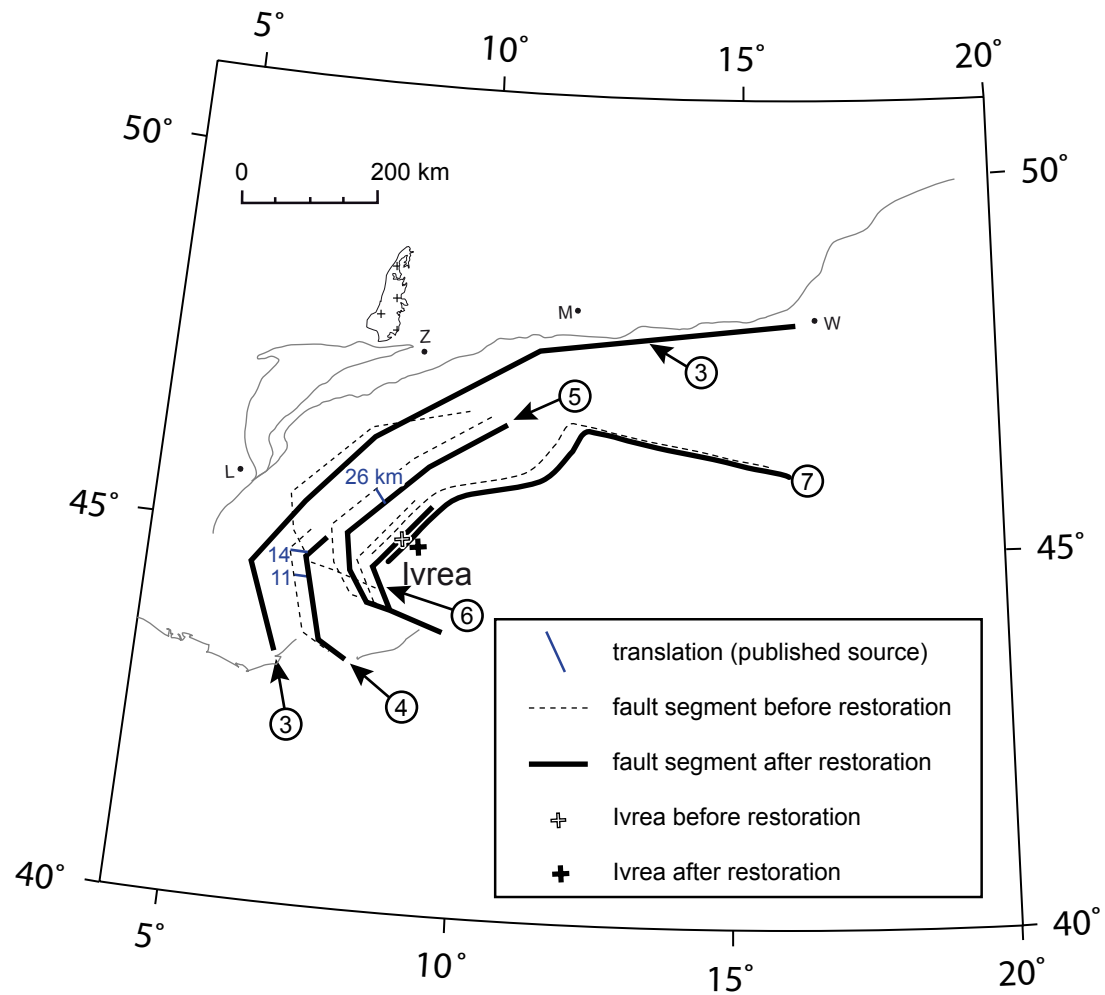 5°
10°
15°
20°
50°
50°
0 200 km
M
W
Z
3
5
L
26 km
7
45°
45°
14
11
Ivrea
6
4
3
translation (published source)
fault segment before restoration
fault segment after restoration
Ivrea before restoration
Ivrea after restoration
40°
40°
5°
10°
15°
20°